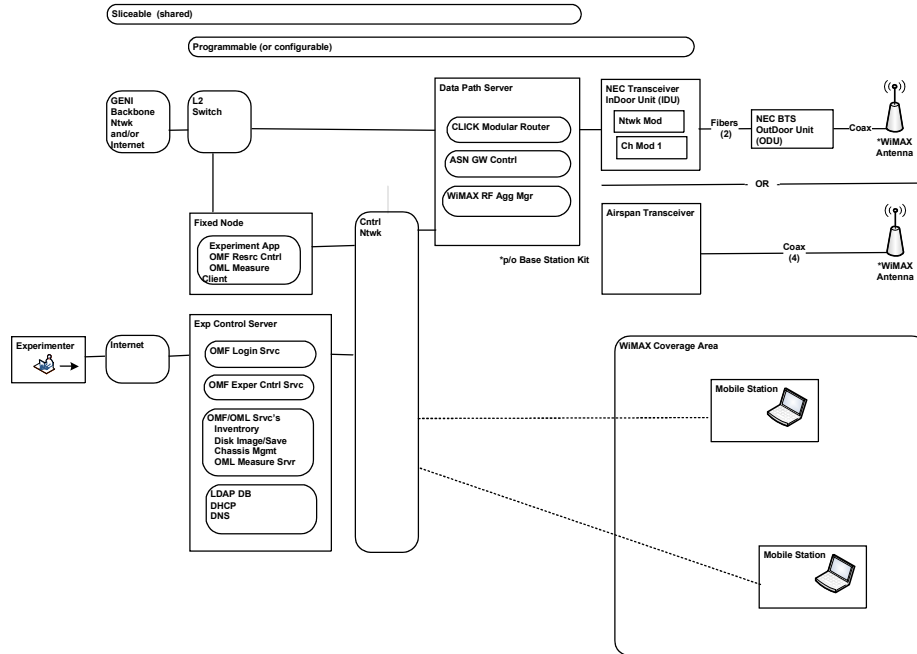 Sliceable (shared)
Programmable (or configurable)
GENI
Backbone
Ntwk
and/or
Internet
L2
Switch
Data Path Server
CLICK Modular Router
ASN GW Contrl
WiMAX RF Agg Mgr
NEC Transceiver
InDoor Unit (IDU)
Ntwk Mod
Ch Mod 1
Fibers
(2)
NEC BTS
OutDoor Unit
(ODU)
Coax
*WiMAX
Antenna
OR
Fixed Node
Experiment App
OMF Resrc Cntrl
OML Measure
Client
Cntrl
Ntwk
*p/o Base Station Kit
Airspan Transceiver
Coax
(4)
*WiMAX
Antenna
Experimenter
Internet
Exp Control Server
OMF Login Srvc
OMF Exper Cntrl Srvc
OMF/OML Srvc's
Inventrory
Disk Image/Save
Chassis Mgmt
OML Measure Srvr
LDAP DB
DHCP
DNS
WiMAX Coverage Area
Mobile Station
Mobile Station